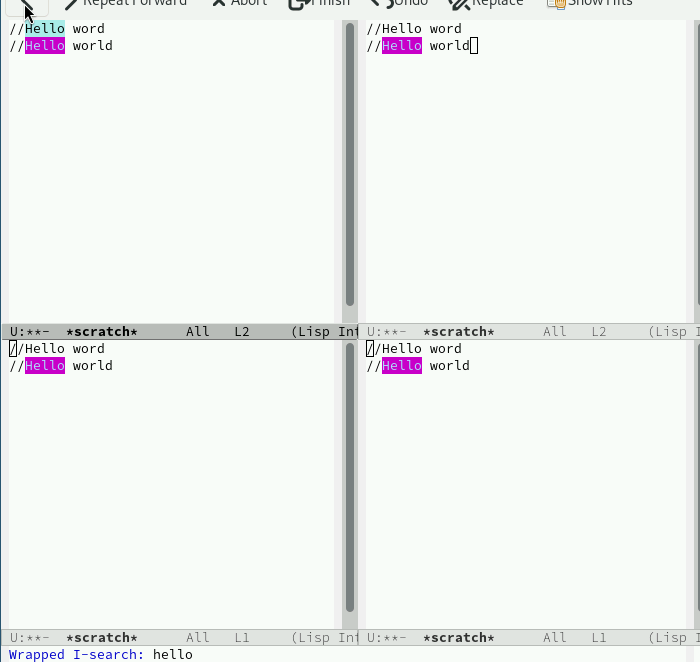 Repeat Forward Abort Finish Undo Replace Show Hits
//Hello word
//Hello world
U:**- *scratch* All L2 (Lisp Int
//Hello word
//Hello world
U:**- *scratch* All L2 (Lisp I
//Hello word
//Hello world
U:**- *scratch* All L1 (Lisp Int
//Hello word
//Hello world
U:**- *scratch* All L1 (Lisp I
Wrapped I-search: hello